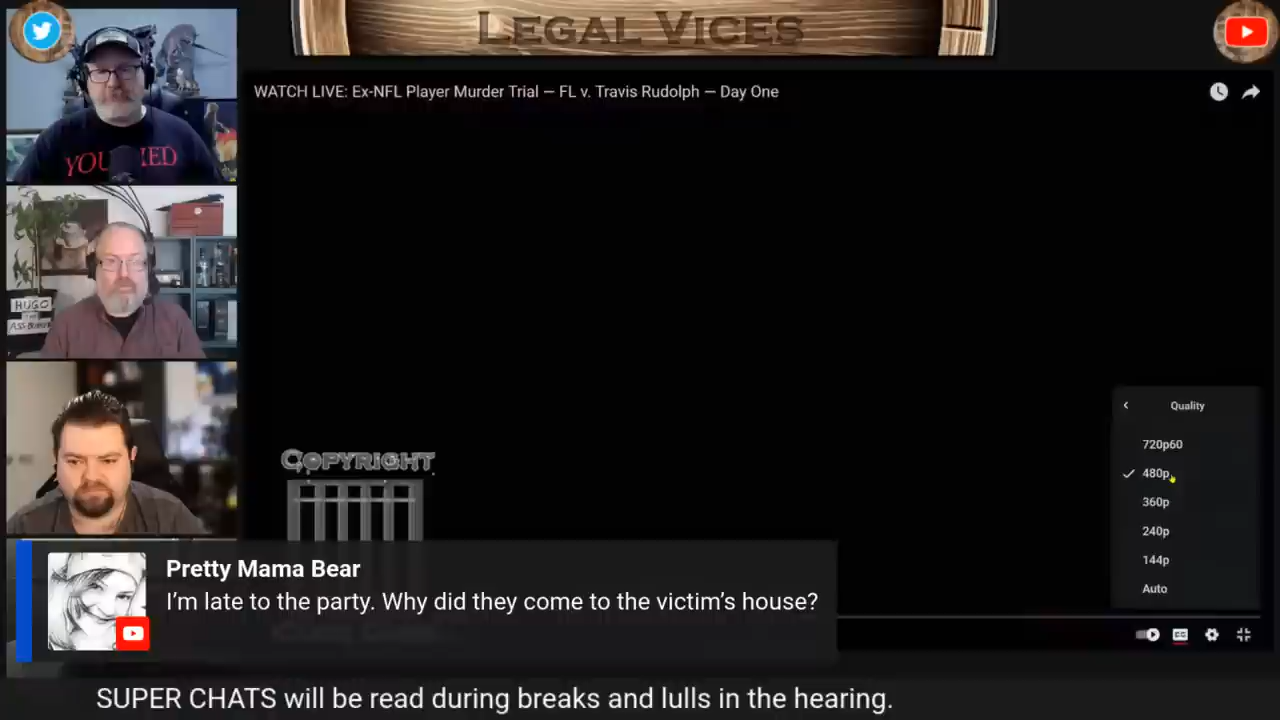 LEGAL VICES
WATCH LIVE: Ex-NFL Player Murder Trial — FL v. Travis Rudolph — Day One
HUGO
COPYRIGHT
Quality
720p60
480p
360p
240p
144p
Auto
Pretty Mama Bear
I'm late to the party. Why did they come to the victim's house?
SUPER CHATS will be read during breaks and lulls in the hearing.